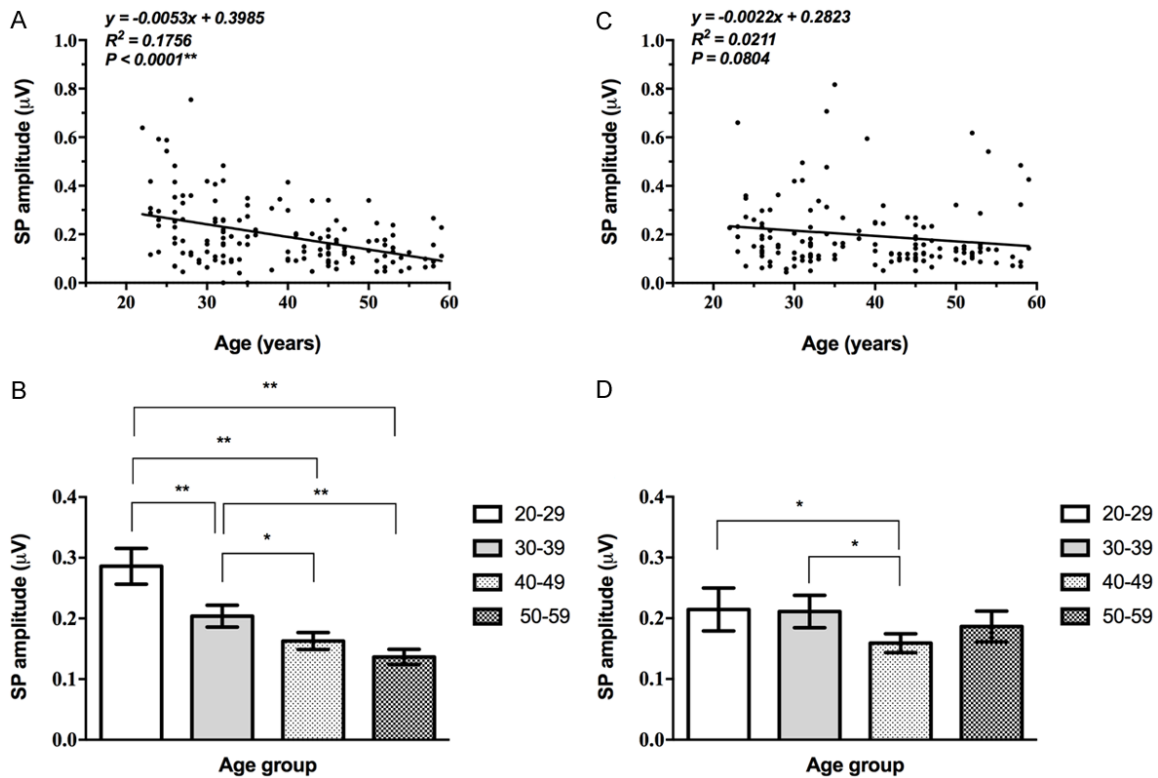 A
y = -0.0053x + 0.3985
R² = 0.1756
P < 0.0001**
SP amplitude (μV)
1.0
0.8
0.6
0.4
0.2
0.0
20 30 40 50 60
Age (years)
C
y = -0.0022x + 0.2823
R² = 0.0211
P = 0.0804
SP amplitude (μV)
1.0
0.8
0.6
0.4
0.2
0.0
20 30 40 50 60
Age (years)
B
**
**
**
**
*
SP amplitude (μV)
0.4
0.3
0.2
0.1
0.0
Age group
20-29
30-39
40-49
50-59
D
*
*
SP amplitude (μV)
0.4
0.3
0.2
0.1
0.0
Age group
20-29
30-39
40-49
50-59